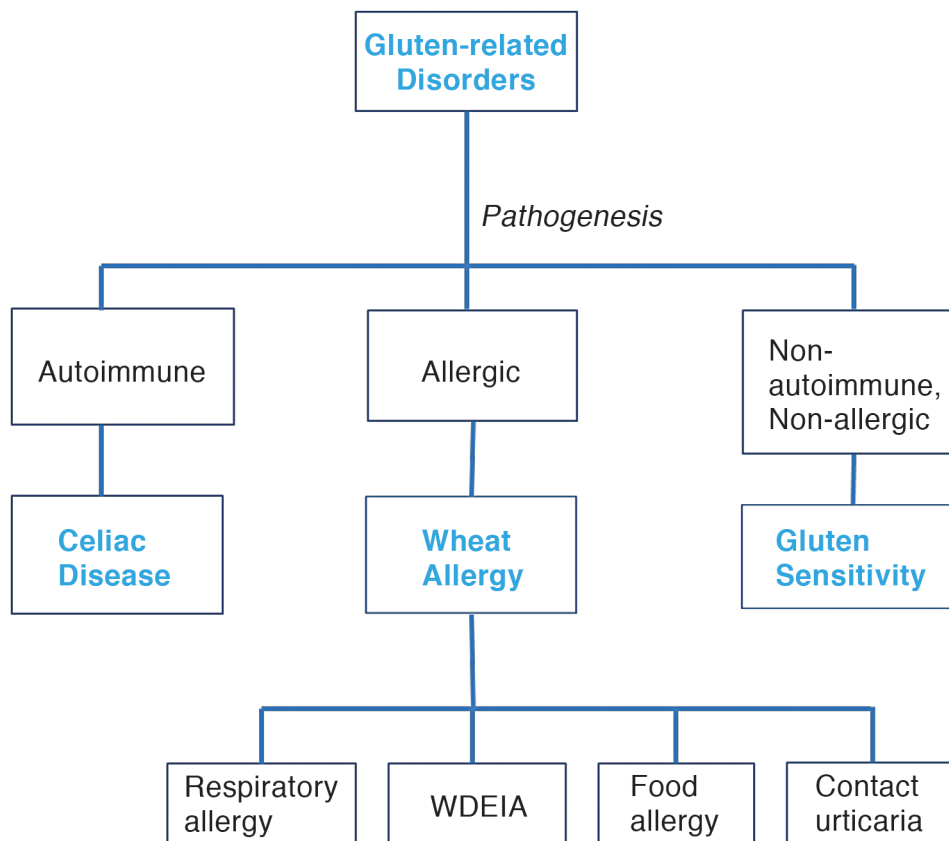 Gluten-related
Disorders
Pathogenesis
Autoimmune
Allergic
Non-
autoimmune,
Non-allergic
Celiac
Disease
Wheat
Allergy
Gluten
Sensitivity
Respiratory
allergy
WDEIA
Food
allergy
Contact
urticaria